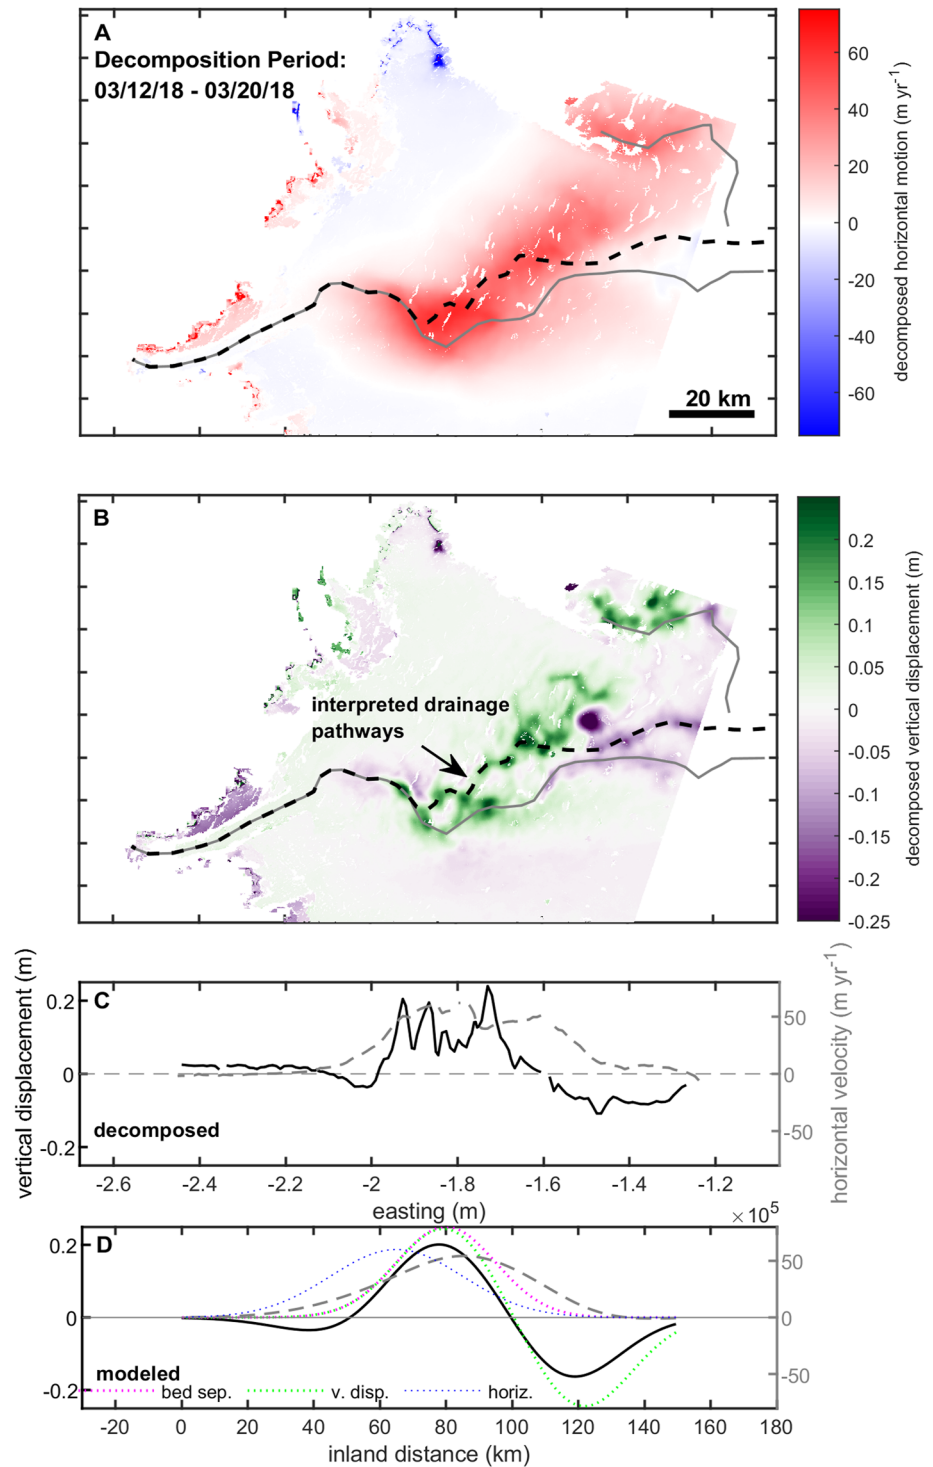 A
Decomposition Period:
03/12/18 - 03/20/18
20 km
60
40
20
0
-20
-40
-60
decomposed horizontal motion (m yr-1)
B
interpreted drainage
pathways
0.2
0.15
0.1
0.05
0
-0.05
-0.1
-0.15
-0.2
-0.25
decomposed vertical displacement (m)
C
decomposed
0.2
0
-0.2
vertical displacement (m)
50
0
-50
horizontal velocity (m yr-1)
-2.6 -2.4 -2.2 -2 -1.8 -1.6 -1.4 -1.2
easting (m)
×105
D
modeled
bed sep. v. disp. horiz.
0.2
0
-0.2
50
0
-50
-20 0 20 40 60 80 100 120 140 160 180
inland distance (km)